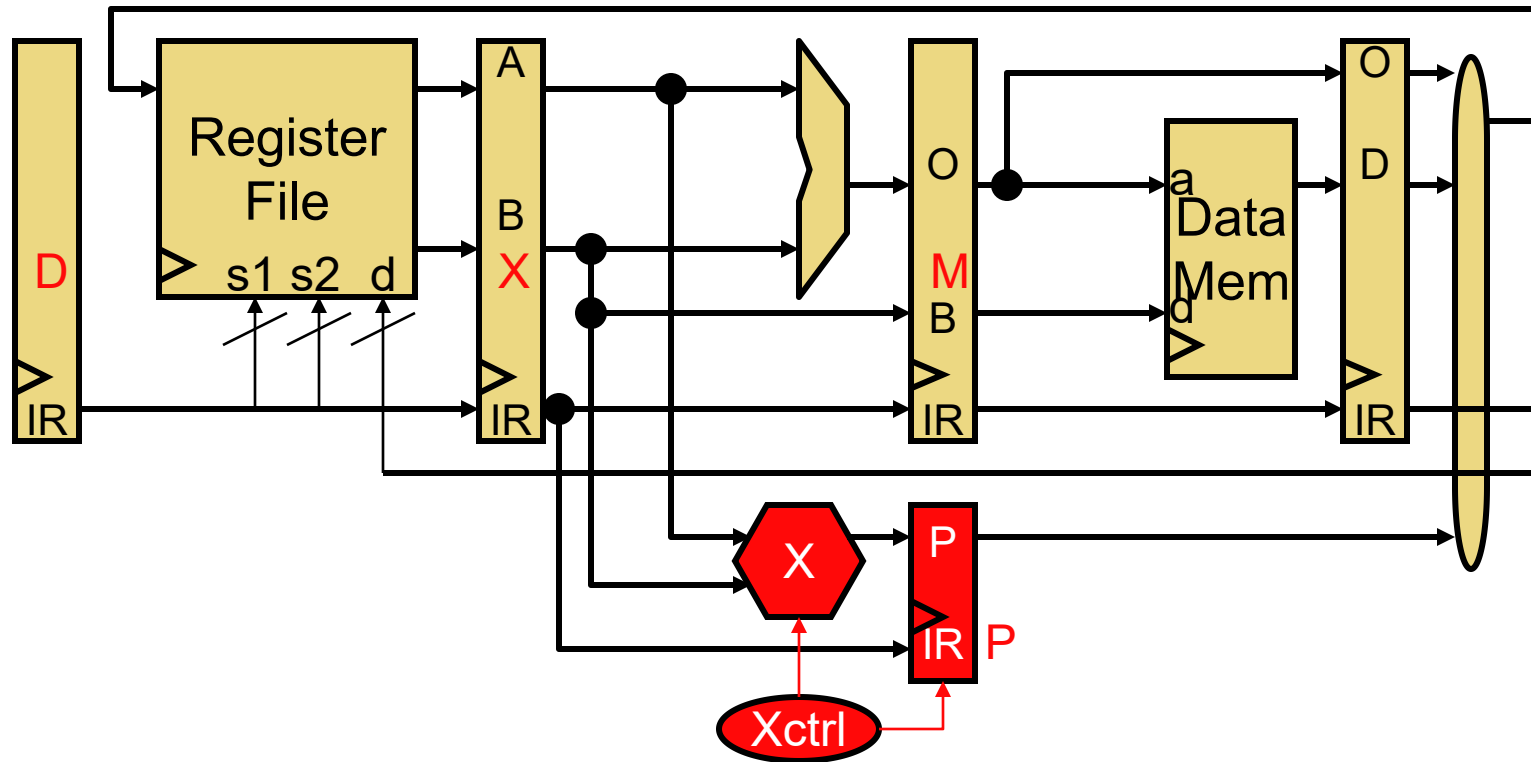 D
IR
Register
File
s1 s2 d
A
B
X
IR
O
M
B
IR
a
Data
Mem
d
O
D
IR
X
P
IR
P
Xctrl